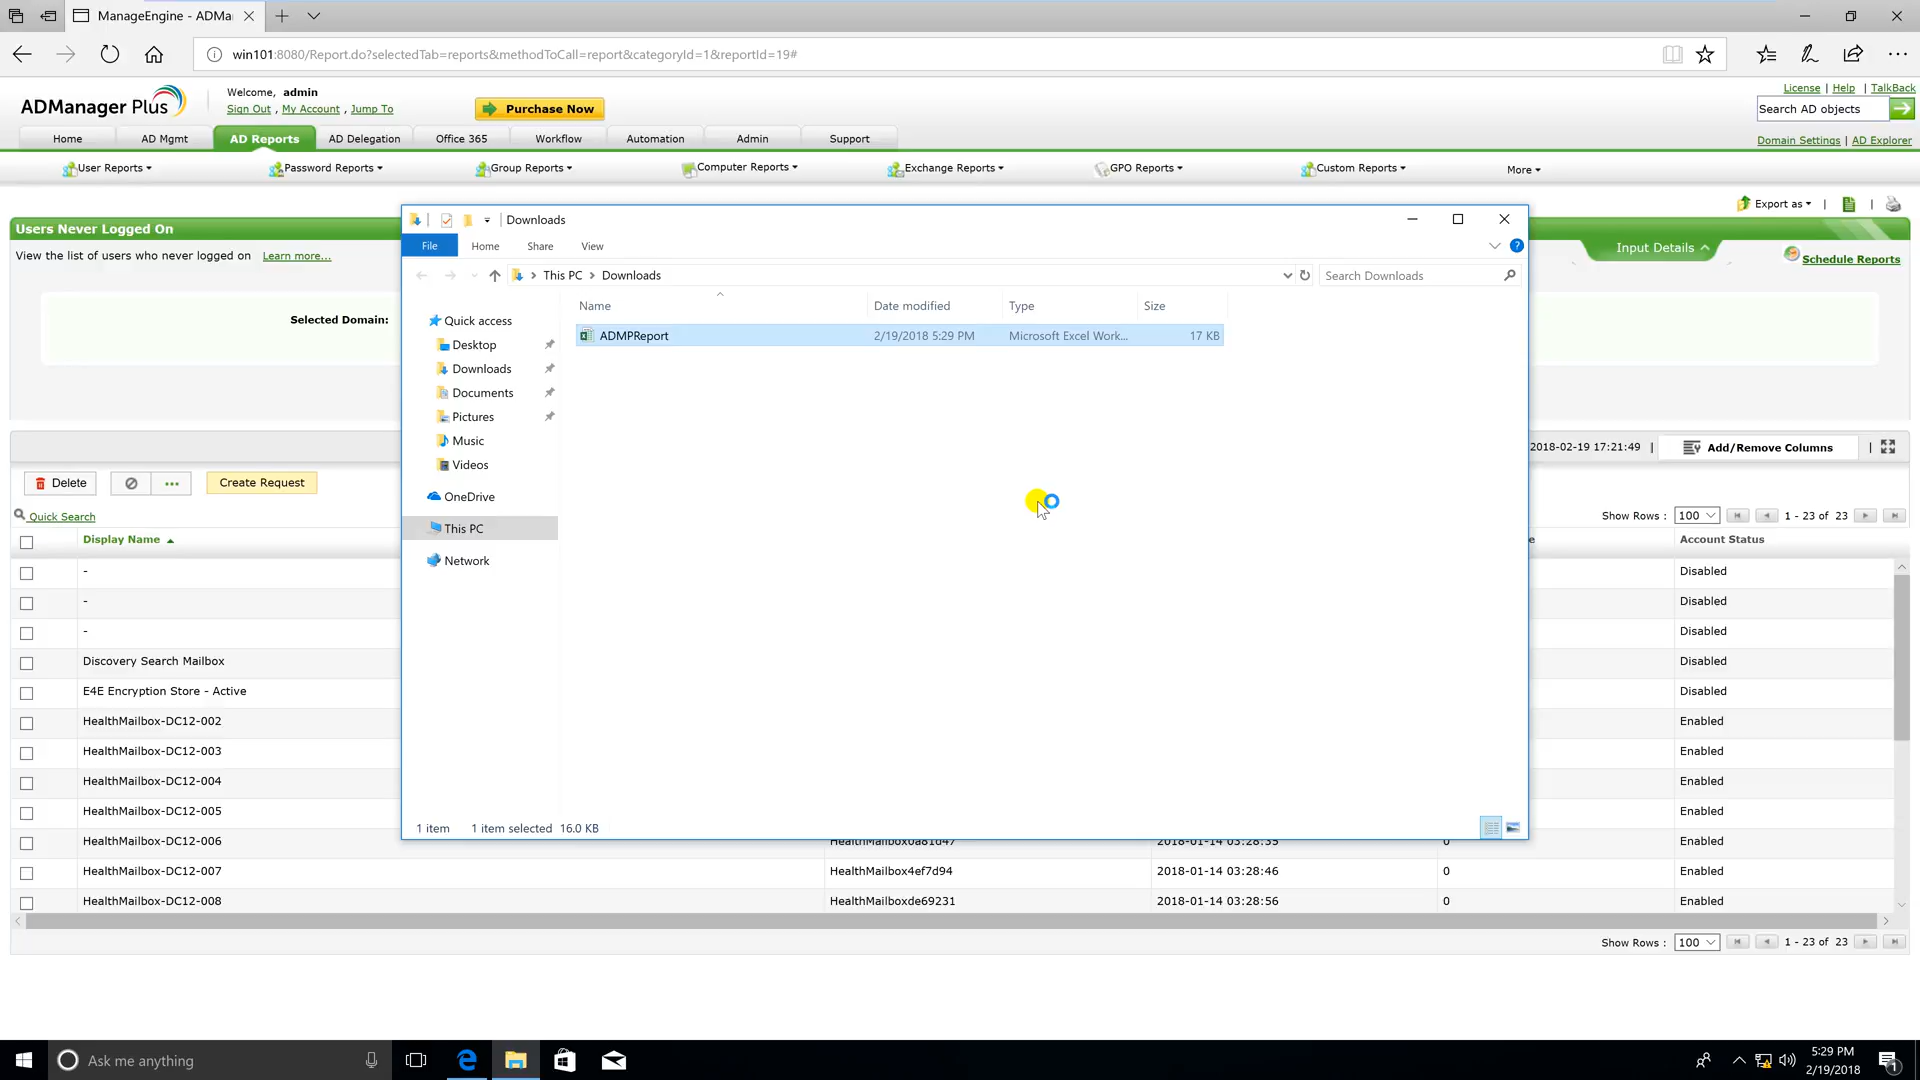 ManageEngine - ADMa
win101:8080/Report.do?selectedTab=reports&methodToCall=report&categoryId=1&reportId=19#
ADManager Plus
Welcome, admin
Sign Out , My Account , Jump To
Purchase Now
License | Help | TalkBack
Search AD objects
Domain Settings | AD Explorer
Home AD Mgmt AD Reports AD Delegation Office 365 Workflow Automation Admin Support
User Reports Password Reports Group Reports Computer Reports Exchange Reports GPO Reports Custom Reports More
Export as
Users Never Logged On
View the list of users who never logged on Learn more...
Input Details
Schedule Reports
Selected Domain:
Downloads
File Home Share View
This PC > Downloads
Search Downloads
Name Date modified Type Size
ADMPReport 2/19/2018 5:29 PM Microsoft Excel Work... 17 KB
Quick access
Desktop
Downloads
Documents
Pictures
Music
Videos
OneDrive
This PC
Network
1 item 1 item selected 16.0 KB
2018-02-19 17:21:49 | Add/Remove Columns |
Delete Create Request
Quick Search
Show Rows : 100 1 - 23 of 23
Display Name e Account Status
- Disabled
- Disabled
- Disabled
Discovery Search Mailbox Disabled
E4E Encryption Store - Active Disabled
HealthMailbox-DC12-002 Enabled
HealthMailbox-DC12-003 Enabled
HealthMailbox-DC12-004 Enabled
HealthMailbox-DC12-005 Enabled
HealthMailbox-DC12-006 HealthMailbox0a81d47 2018-01-14 03:28:35 0 Enabled
HealthMailbox-DC12-007 HealthMailbox4ef7d94 2018-01-14 03:28:46 0 Enabled
HealthMailbox-DC12-008 HealthMailboxde69231 2018-01-14 03:28:56 0 Enabled
Show Rows : 100 1 - 23 of 23
Ask me anything
5:29 PM
2/19/2018
1